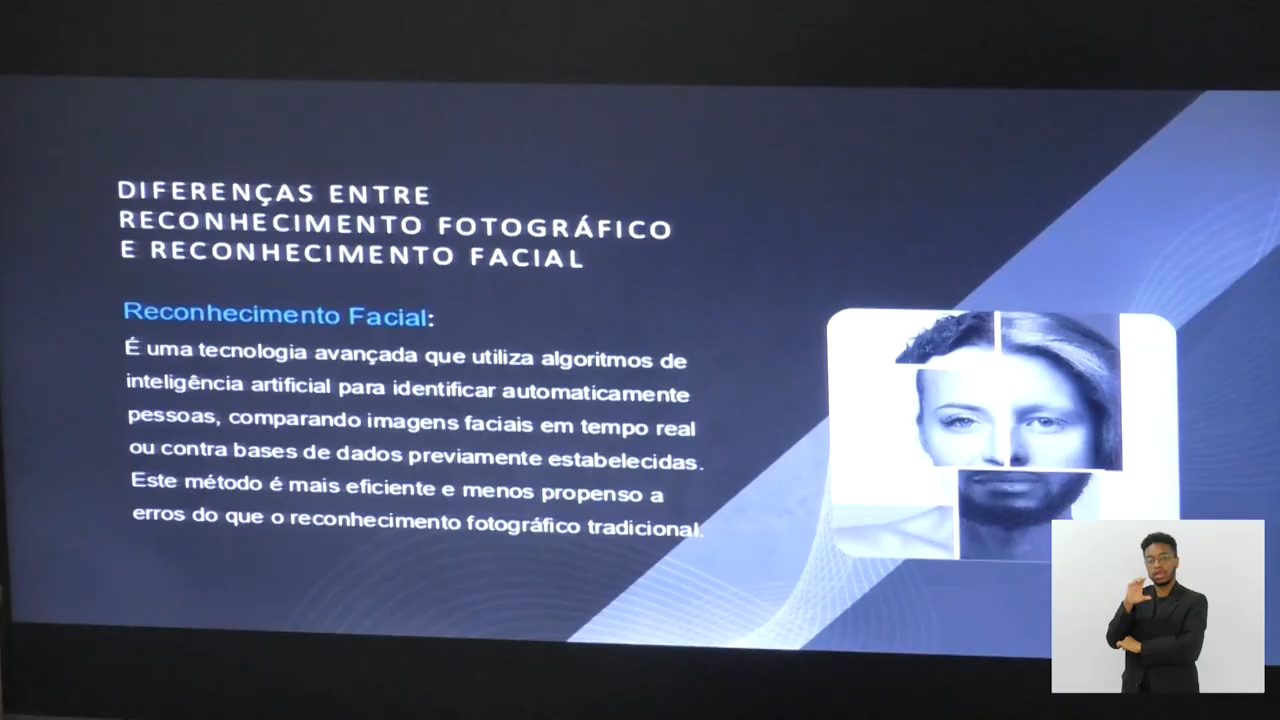 DIFERENÇAS ENTRE
RECONHECIMENTO FOTOGRÁFICO
E RECONHECIMENTO FACIAL
Reconhecimento Facial:
É uma tecnologia avançada que utiliza algoritmos de
inteligência artificial para identificar automaticamente
pessoas, comparando imagens faciais em tempo real
ou contra bases de dados previamente estabelecidas.
Este método é mais eficiente e menos propenso a
erros do que o reconhecimento fotográfico tradicional.